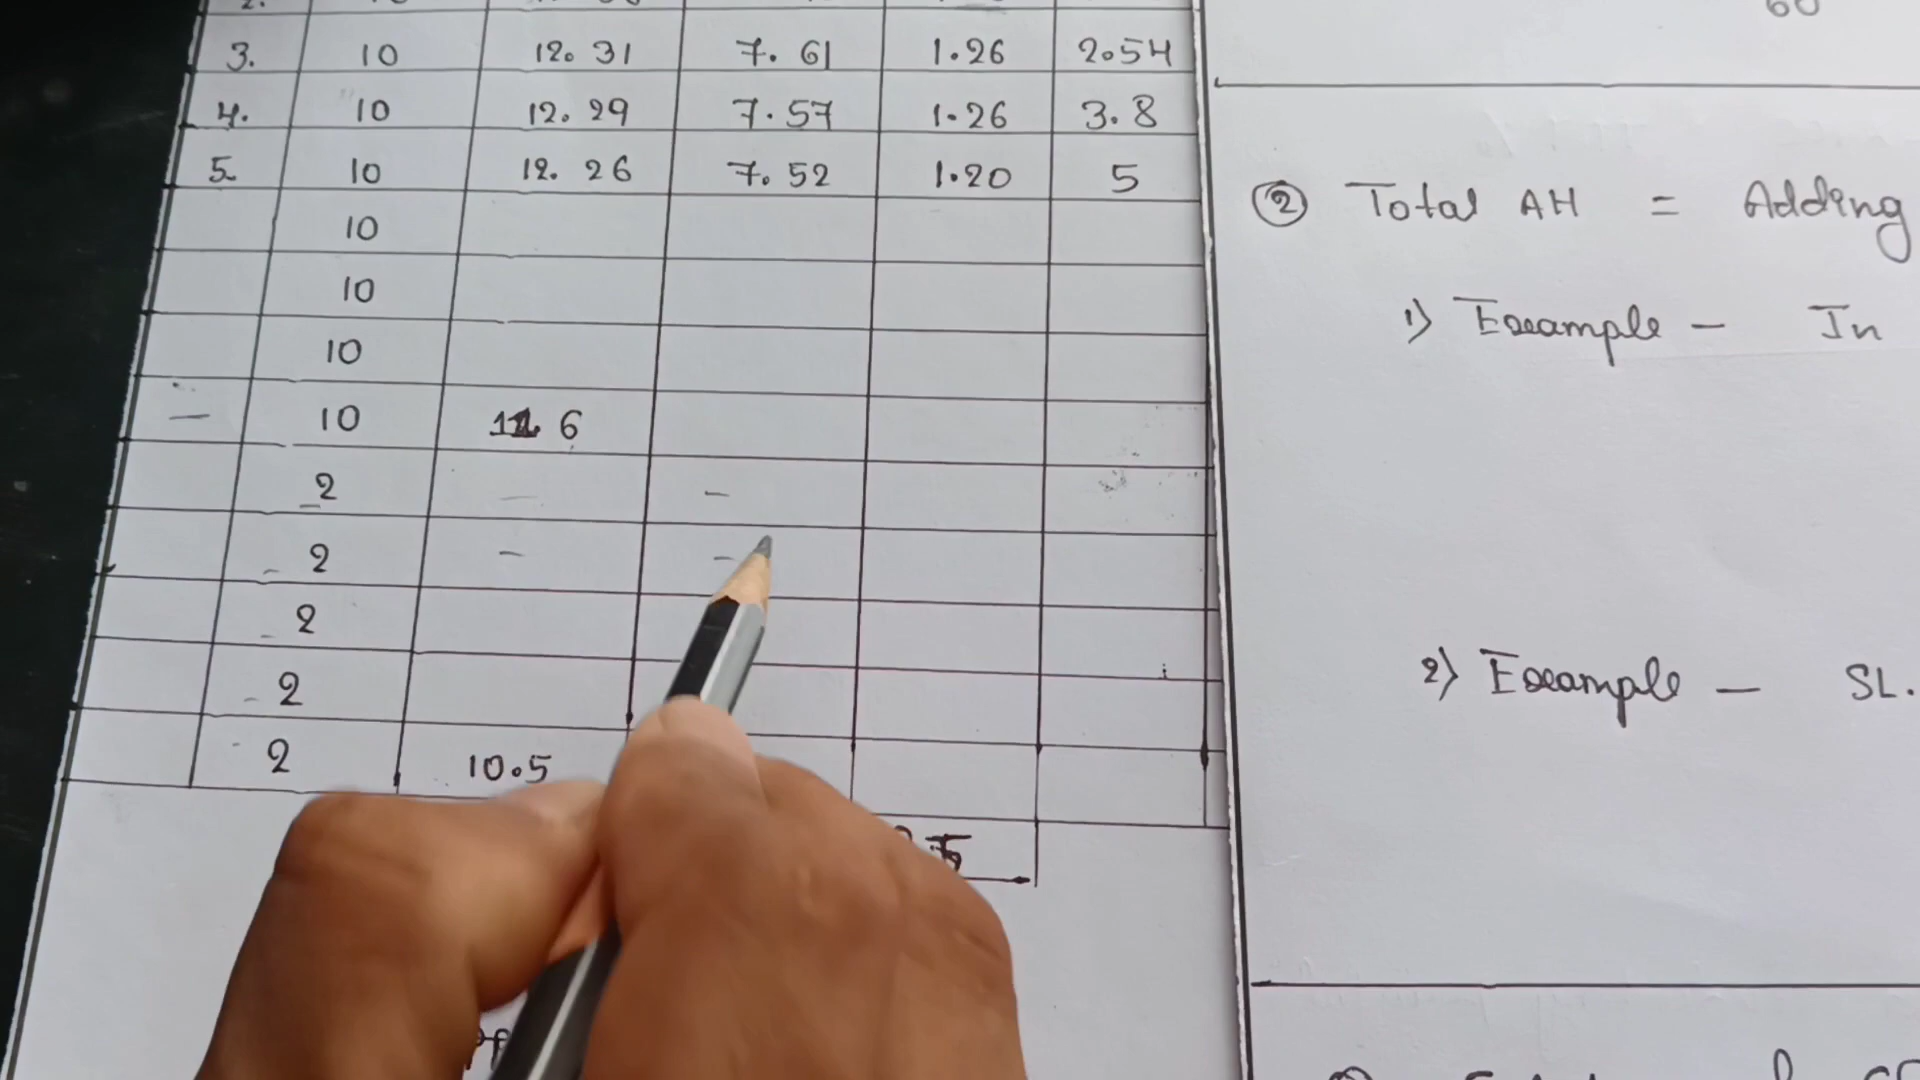 60
3. 10 12.31 7.61 1.26 2.54
4. 10 12.29 7.57 1.26 3.8
5. 10 12.26 7.52 1.20 5
10
10
10
— 10 11.6
2 – –
2 – –
2
2
2 10.5
② Total AH = Adding
1) Example – In
2) Example – SL.